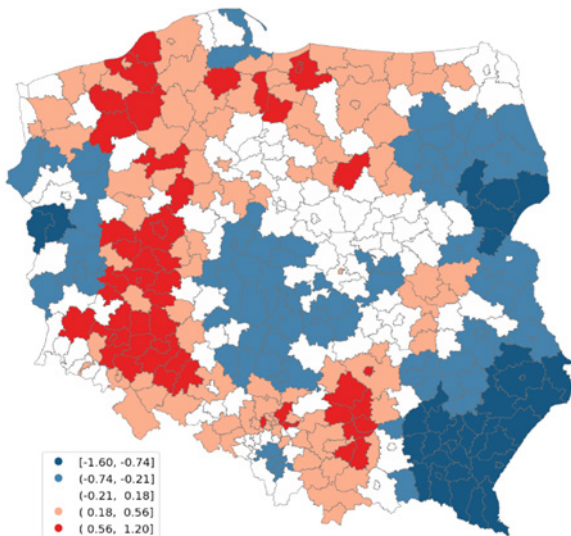 [-1.60, -0.74]
(-0.74, -0.21]
(-0.21, 0.18]
( 0.18, 0.56]
( 0.56, 1.20]